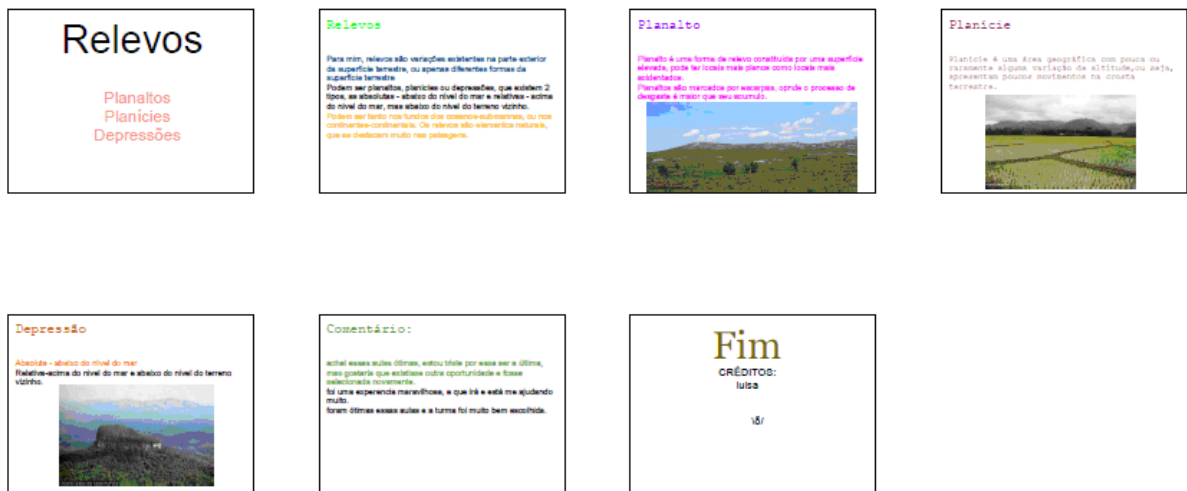 Relevos
Planaltos
Planícies
Depressões
Relevos
Para mim, relevos são variações existentes na parte exterior
da superfície terrestre, ou apenas diferentes formas da
superfície terrestre
Podem ser planaltos, planícies ou depressões, que existem 2
tipos, as absolutas - abaixo do nível do mar e relativas - acima
do nível do mar, mas abaixo do nível do terreno vizinho.
Podem ser tanto nos fundos dos oceanos-submarinos, ou nos
continentes-continentais. Os relevos são elementos naturais,
que se destacam muito nas paisagens.
Planalto
Planalto é uma forma de relevo constituída por uma superfície
elevada, pode ter locais mais planos como locais mais
acidentados.
Planaltos são marcados por escarpas, opnde o processo de
desgaste é maior que seu acumulo.
Planície
Planície é uma área geográfica com pouca ou
raramente alguma variação de altitude,ou seja,
apresentam poucos movimentos na crosta
terrestre.
Depressão
Absoluta - abaixo do nível do mar
Relativa-acima do nível do mar e abaixo do nível do terreno
vizinho.
Comentário:
achei essas aulas ótimas, estou triste por essa ser a última,
mas gostaria que existisse outra oportunidade e fosse
selecionada novemente.
foi uma experencia maravilhosa, e que irá e está me ajudando
muito.
foram ótimas essas aulas e a turma foi muito bem escolhida.
Fim
CRÉDITOS:
luisa
\õ/